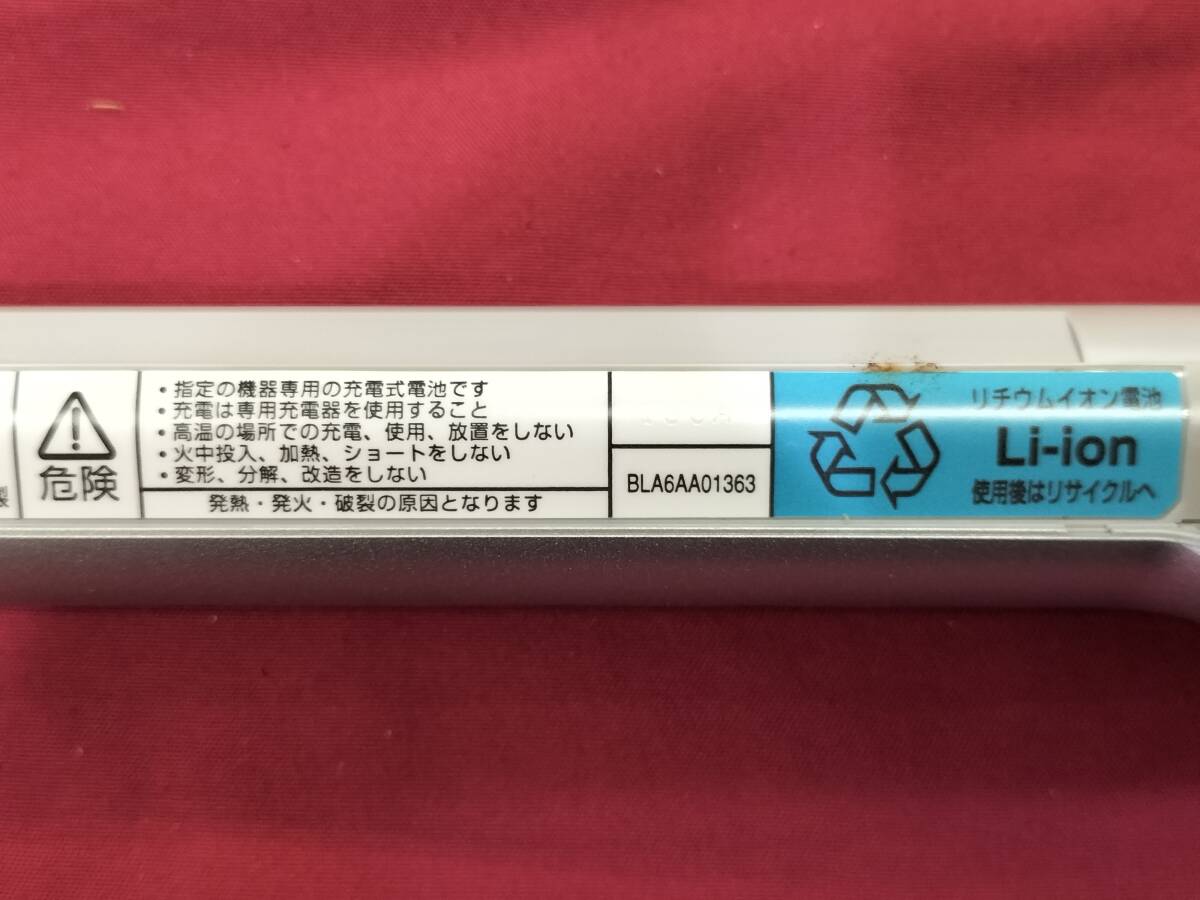 危険
・指定の機器専用の充電式電池です
・充電は専用充電器を使用すること
・高温の場所での充電、使用、放置をしない
・火中投入、加熱、ショートをしない
・変形、分解、改造をしない
発熱・発火・破裂の原因となります
BLA6AA01363
リチウムイオン電池
Li-ion
使用後はリサイクルへ